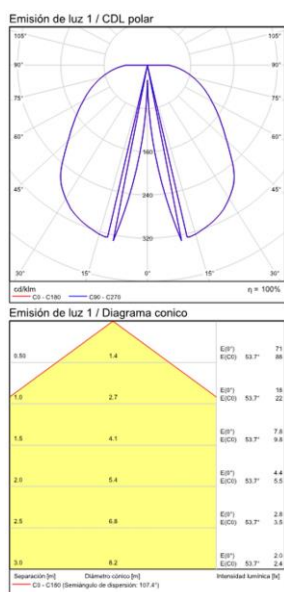 Emisión de luz 1 / CDL polar
105° 105°
90° 90°
75° 75°
60° 60°
160
45° 45°
240
320
30° 15° 0° 15° 30°
cd/klm η = 100%
C0 - C180 C90 - C270
Emisión de luz 1 / Diagrama conico
E(0°) 71
0.50 1.4 E(C0) 53.7° 88
E(0°) 18
1.0 2.7 E(C0) 53.7° 22
E(0°) 7.8
1.5 4.1 E(C0) 53.7° 9.8
E(0°) 4.4
2.0 5.4 E(C0) 53.7° 5.5
E(0°) 2.8
2.5 6.8 E(C0) 53.7° 3.5
E(0°) 2.0
3.0 8.2 E(C0) 53.7° 2.4
Separación [m] Diámetro cónico [m] Intensidad lumínica [lx]
C0 - C180 (Semiángulo de dispersión: 107.4°)